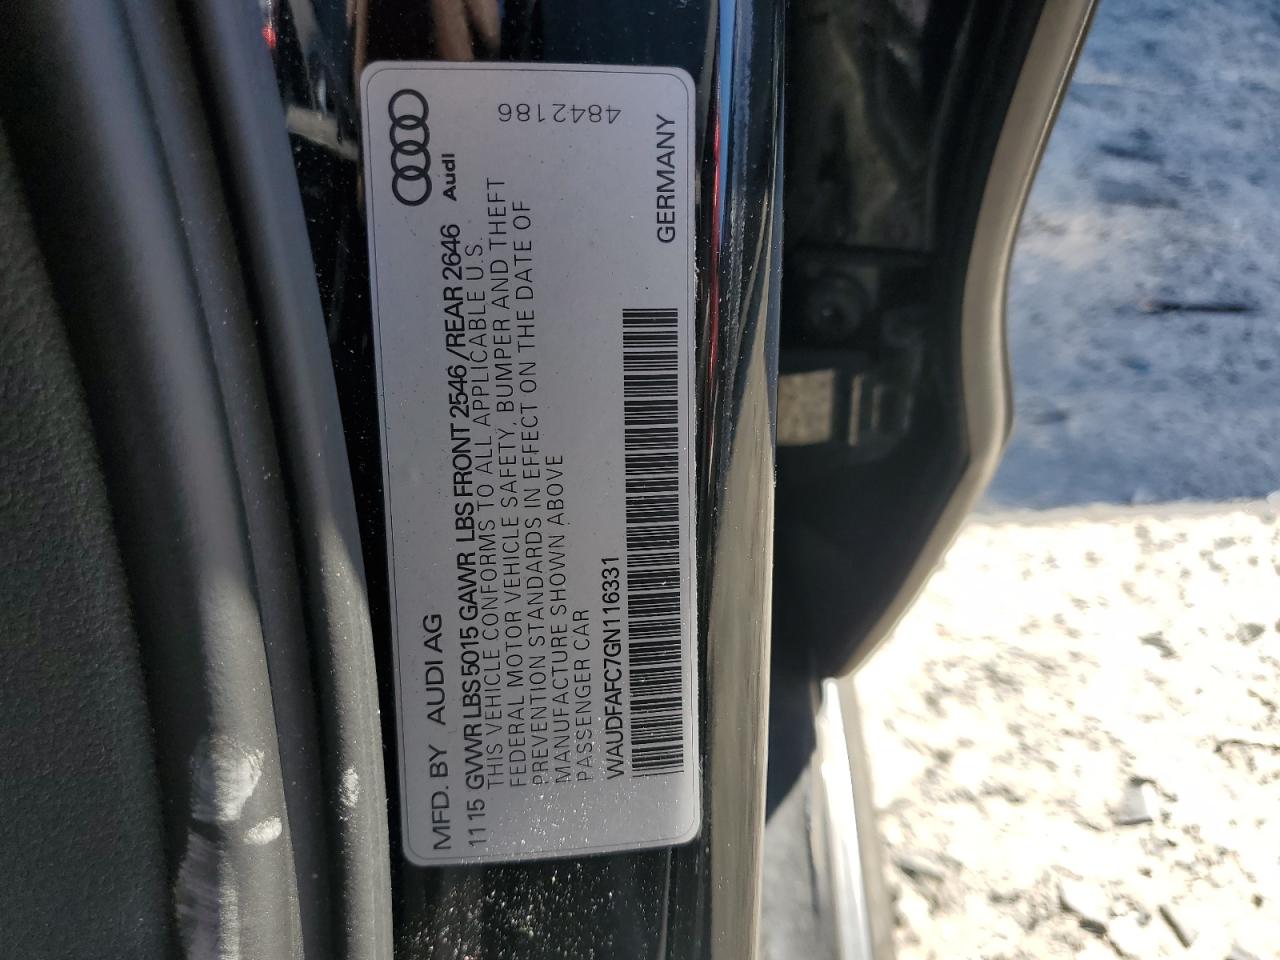 MFD. BY AUDI AG
1115 GVWR LBS 5015 GAWR LBS FRONT 2546/REAR 2646
Audi
THIS VEHICLE CONFORMS TO ALL APPLICABLE U.S.
FEDERAL MOTOR VEHICLE SAFETY, BUMPER AND THEFT
PREVENTION STANDARDS IN EFFECT ON THE DATE OF
MANUFACTURE SHOWN ABOVE
PASSENGER CAR
4842186
WAUDFAFC7GN116331
GERMANY